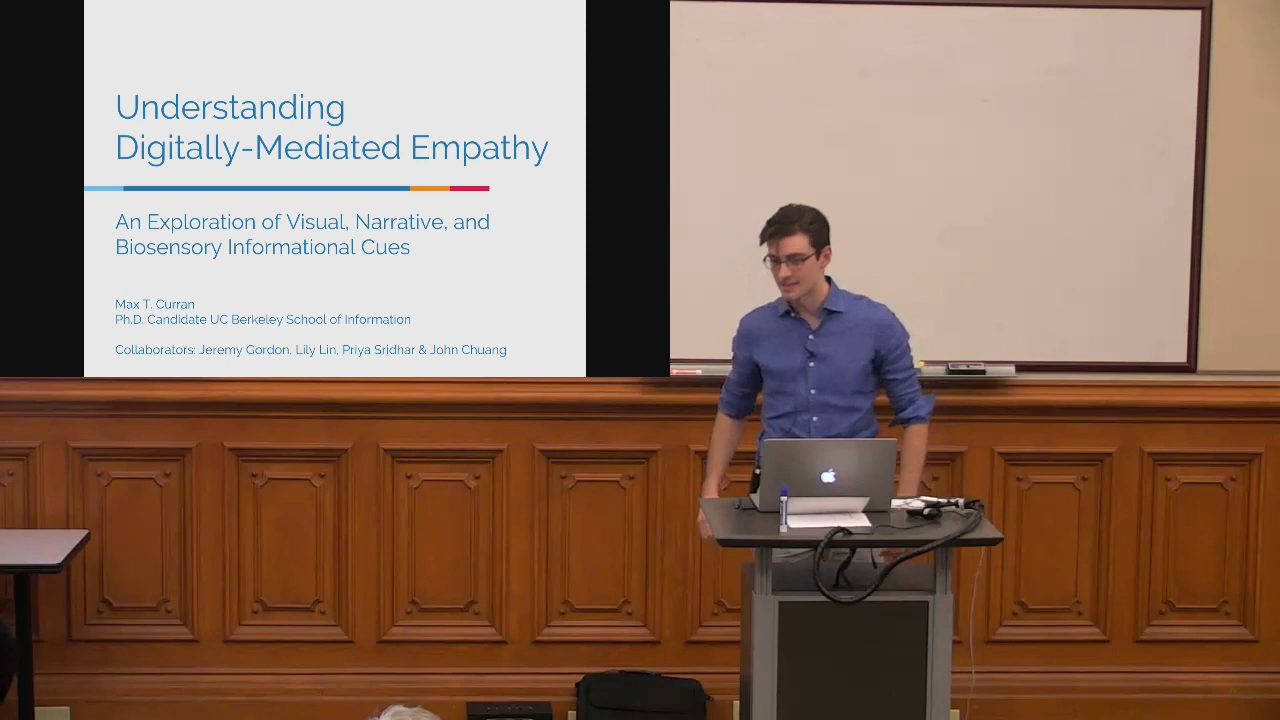 Understanding
Digitally-Mediated Empathy
An Exploration of Visual, Narrative, and
Biosensory Informational Cues
Max T. Curran
Ph.D. Candidate UC Berkeley School of Information
Collaborators: Jeremy Gordon, Lily Lin, Priya Sridhar & John Chuang